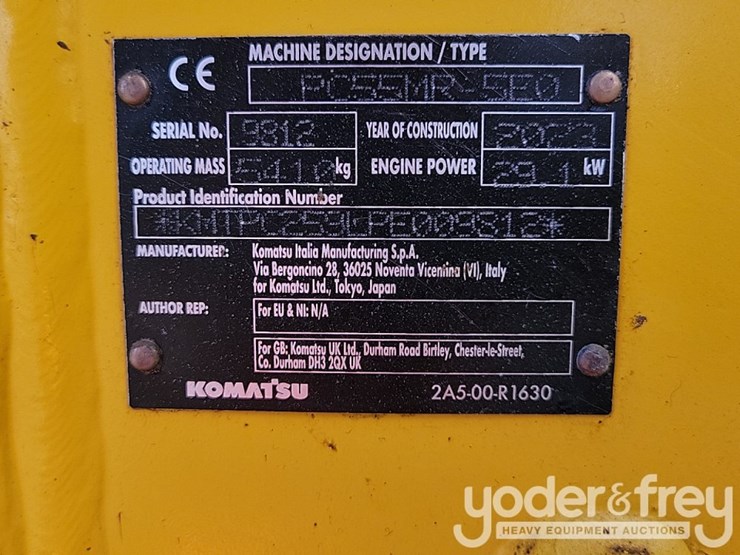 CE
MACHINE DESIGNATION / TYPE
PC55MR-5E0
SERIAL No. 9812 YEAR OF CONSTRUCTION 2023
OPERATING MASS 5410 kg ENGINE POWER 29.1 kW
Product Identification Number
*KMTPC259LPE009812*
MANUFACTURER: Komatsu Italia Manufacturing S.p.A.
Via Bergoncino 28, 36025 Noventa Vicentina (VI), Italy
for Komatsu Ltd., Tokyo, Japan
AUTHOR REP: For EU & NI: N/A
For GB: Komatsu UK Ltd., Durham Road Birtley, Chester-le-Street,
Co. Durham DH3 2QX UK
KOMATSU 2A5-00-R1630
yoder&frey
HEAVY EQUIPMENT AUCTIONS